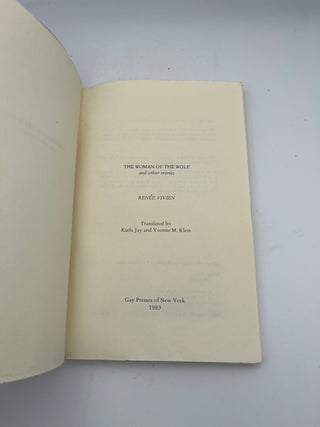 THE WOMAN OF THE WOLF
and other stories
RENÉE VIVIEN
Translated by
Karla Jay and Yvonne M. Klein
Gay Presses of New York
1983